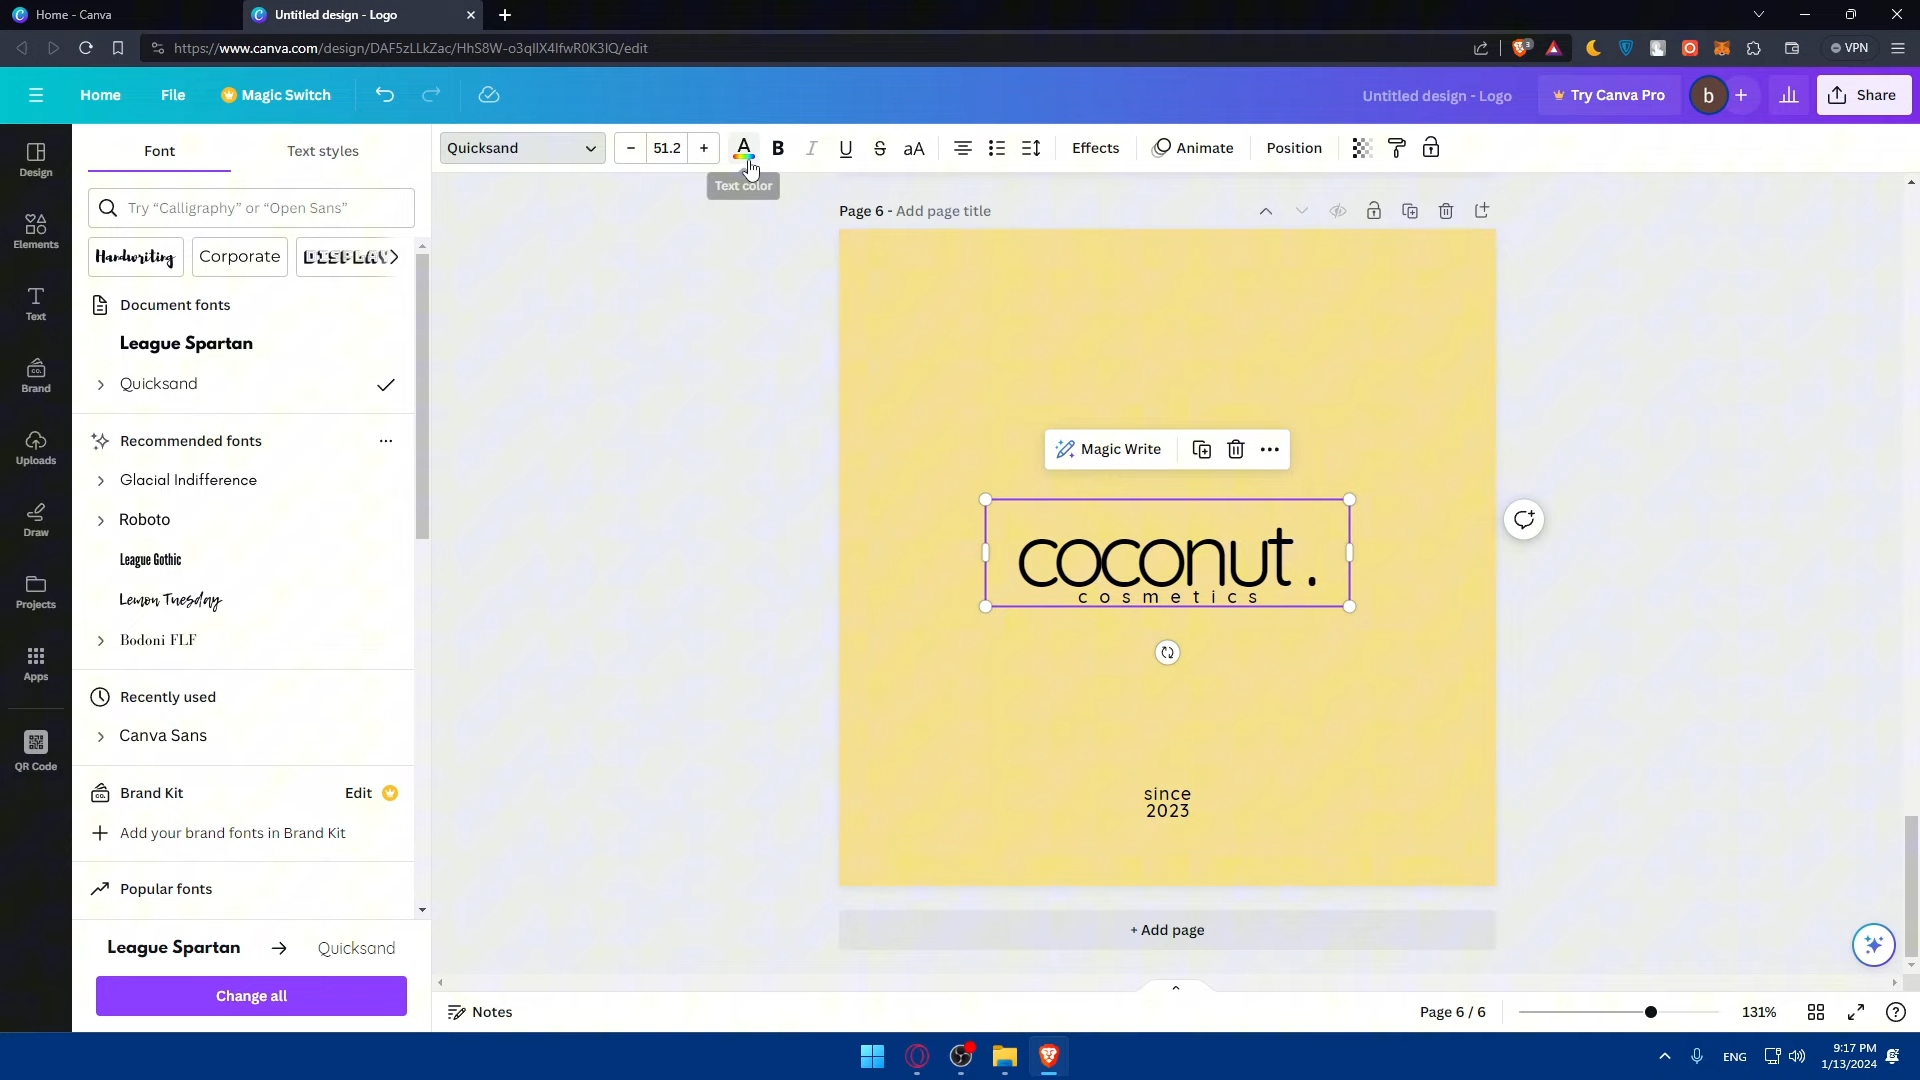 Home - Canva
Untitled design - Logo
https://www.canva.com/design/DAF5zLLkZac/HhS8W-o3qIlX4IfwR0K3IQ/edit
3
VPN
Home
File
Magic Switch
Untitled design - Logo
Try Canva Pro
b
Share
Design
Elements
Text
Brand
Uploads
Draw
Projects
Apps
QR Code
Font
Text styles
Try “Calligraphy” or “Open Sans”
Handwriting
Corporate
DISPLAY
Document fonts
League Spartan
Quicksand
Recommended fonts
Glacial Indifference
Roboto
League Gothic
Lemon Tuesday
Bodoni FLF
Recently used
Canva Sans
Brand Kit
Edit
Add your brand fonts in Brand Kit
Popular fonts
League Spartan → Quicksand
Change all
Quicksand
51.2
A B I U S aA
Effects
Animate
Position
Text color
Page 6 - Add page title
Magic Write
coconut.
cosmetics
since
2023
+ Add page
Notes
Page 6 / 6
131%
ENG
9:17 PM
1/13/2024